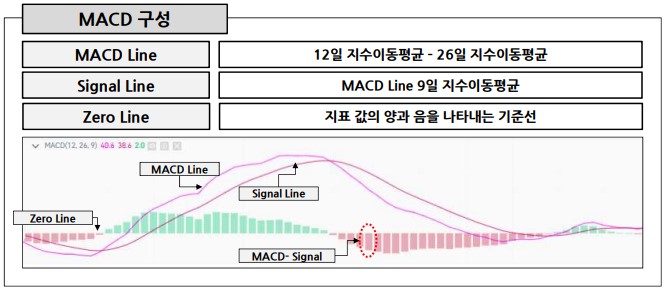 MACD 구성
MACD Line
12일 지수이동평균 - 26일 지수이동평균
Signal Line
MACD Line 9일 지수이동평균
Zero Line
지표 값의 양과 음을 나타내는 기준선
MACD(12, 26, 9) 40.6 38.6 2.0
MACD Line
Signal Line
Zero Line
MACD- Signal